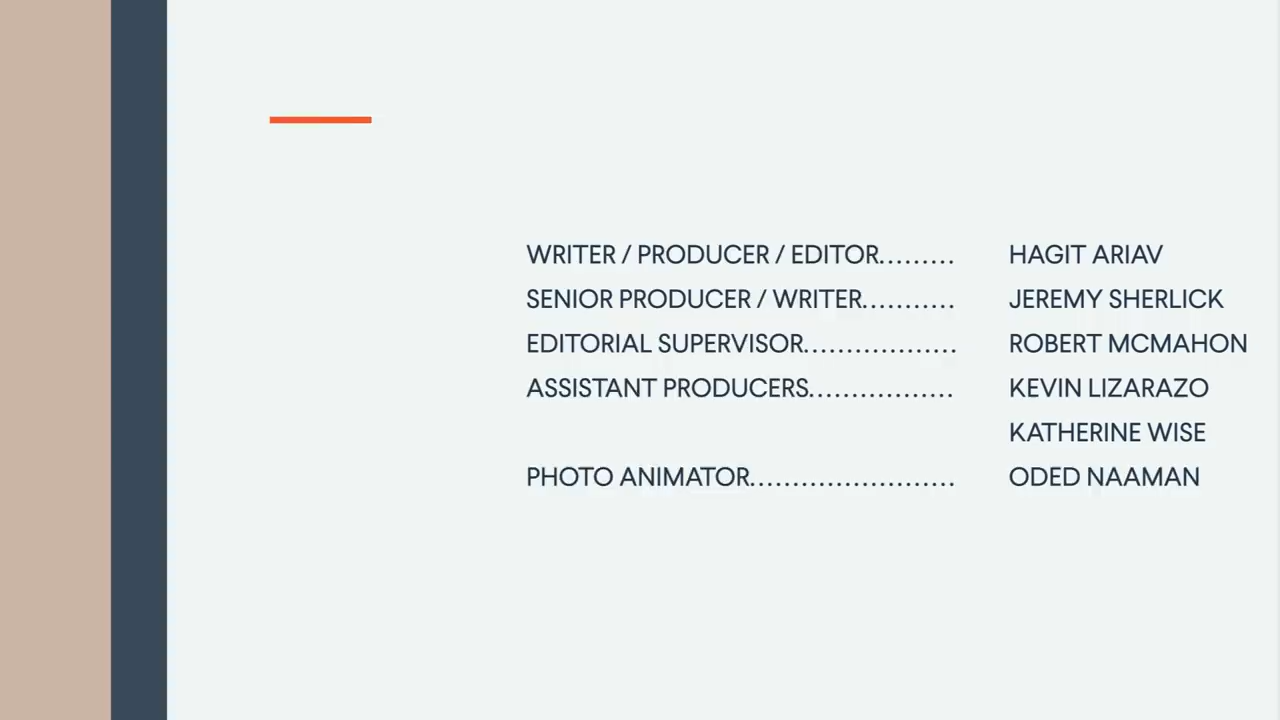 WRITER / PRODUCER / EDITOR......... HAGIT ARIAV
SENIOR PRODUCER / WRITER........... JEREMY SHERLICK
EDITORIAL SUPERVISOR.................. ROBERT MCMAHON
ASSISTANT PRODUCERS................. KEVIN LIZARAZO
KATHERINE WISE
PHOTO ANIMATOR........................ ODED NAAMAN